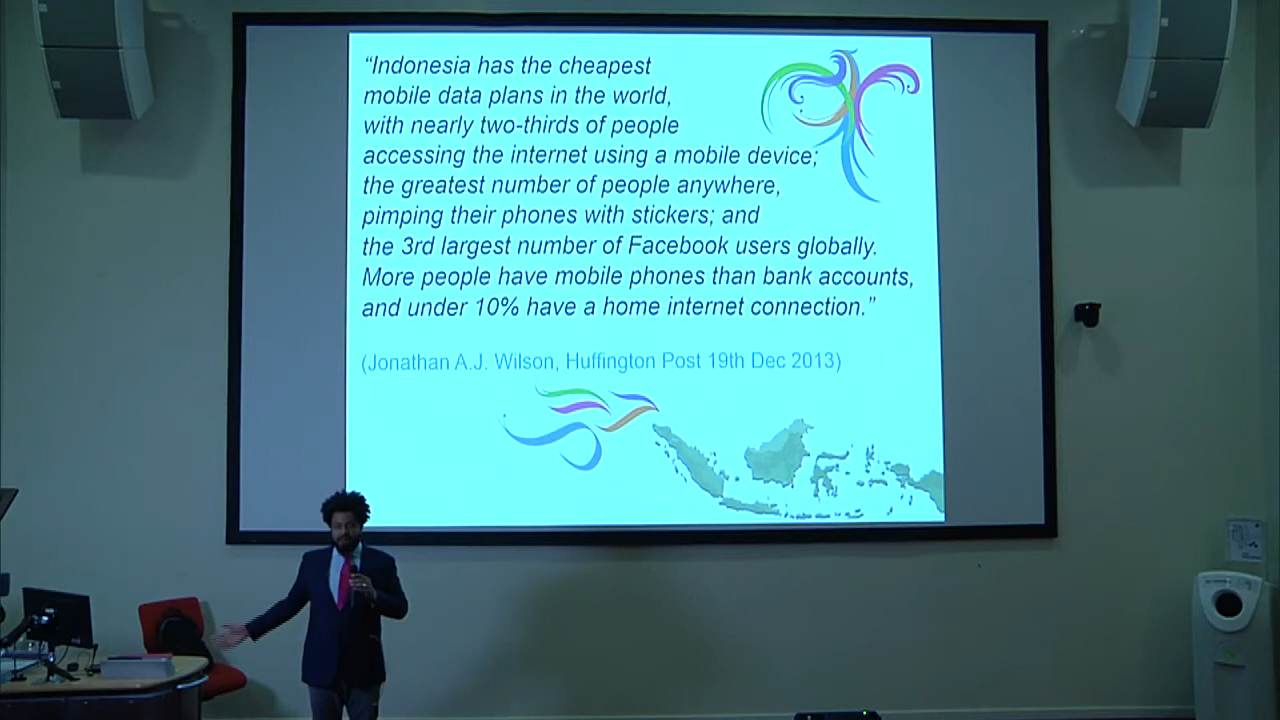 “Indonesia has the cheapest
mobile data plans in the world,
with nearly two-thirds of people
accessing the internet using a mobile device;
the greatest number of people anywhere,
pimping their phones with stickers; and
the 3rd largest number of Facebook users globally.
More people have mobile phones than bank accounts,
and under 10% have a home internet connection.”
(Jonathan A.J. Wilson, Huffington Post 19th Dec 2013)